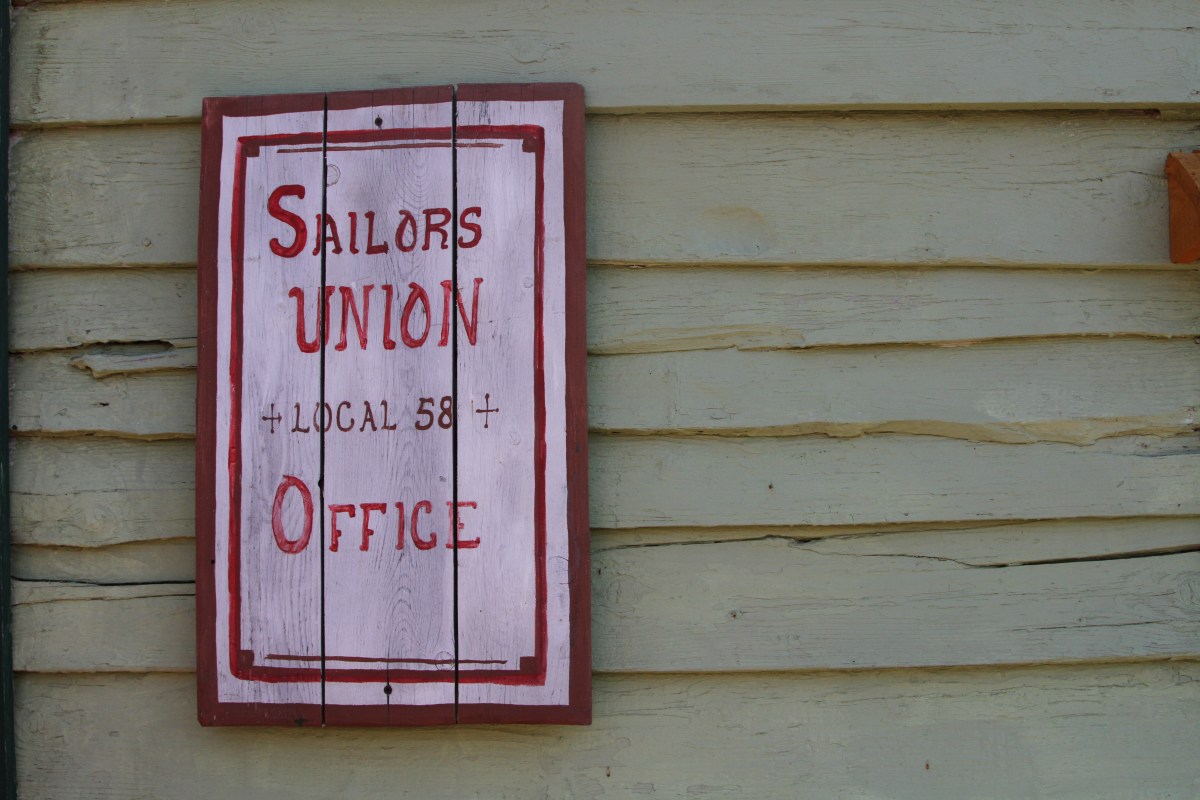 SAILORS
UNION
+ LOCAL 58 +
OFFICE